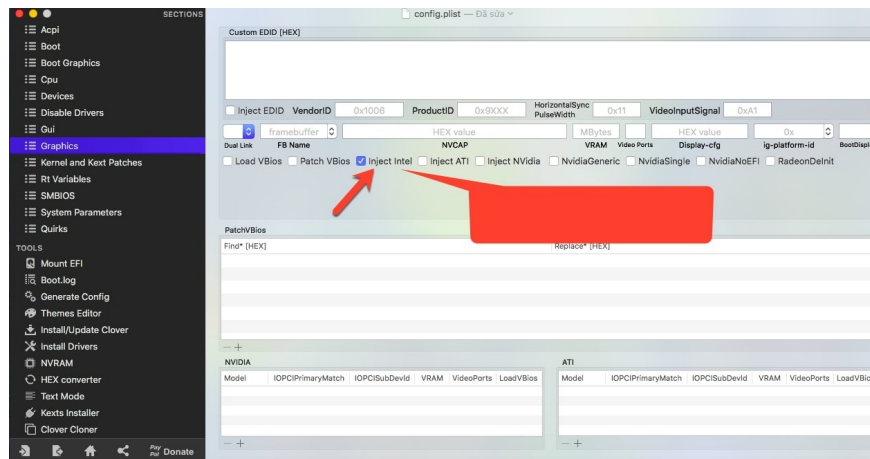 SECTIONS
Acpi
Boot
Boot Graphics
Cpu
Devices
Disable Drivers
Gui
Graphics
Kernel and Kext Patches
Rt Variables
SMBIOS
System Parameters
Quirks
TOOLS
Mount EFI
Boot.log
Generate Config
Themes Editor
Install/Update Clover
Install Drivers
NVRAM
HEX converter
Text Mode
Kexts Installer
Clover Cloner
Pay Pal Donate
config.plist — Đã sửa
Custom EDID [HEX]
Inject EDID VendorID 0x1006 ProductID 0x9XXX HorizontalSync PulseWidth 0x11 VideoInputSignal 0xA1
framebuffer HEX value MBytes HEX value 0x
Dual Link FB Name NVCAP VRAM Video Ports Display-cfg ig-platform-id BootDispl
Load VBios Patch VBios Inject Intel Inject ATI Inject NVidia NvidiaGeneric NvidiaSingle NvidiaNoEFI RadeonDeInit
PatchVBios
Find* [HEX] Replace* [HEX]
NVIDIA ATI
Model IOPCIPrimaryMatch IOPCISubDevId VRAM VideoPorts LoadVBios Model IOPCIPrimaryMatch IOPCISubDevId VRAM VideoPorts LoadVBio